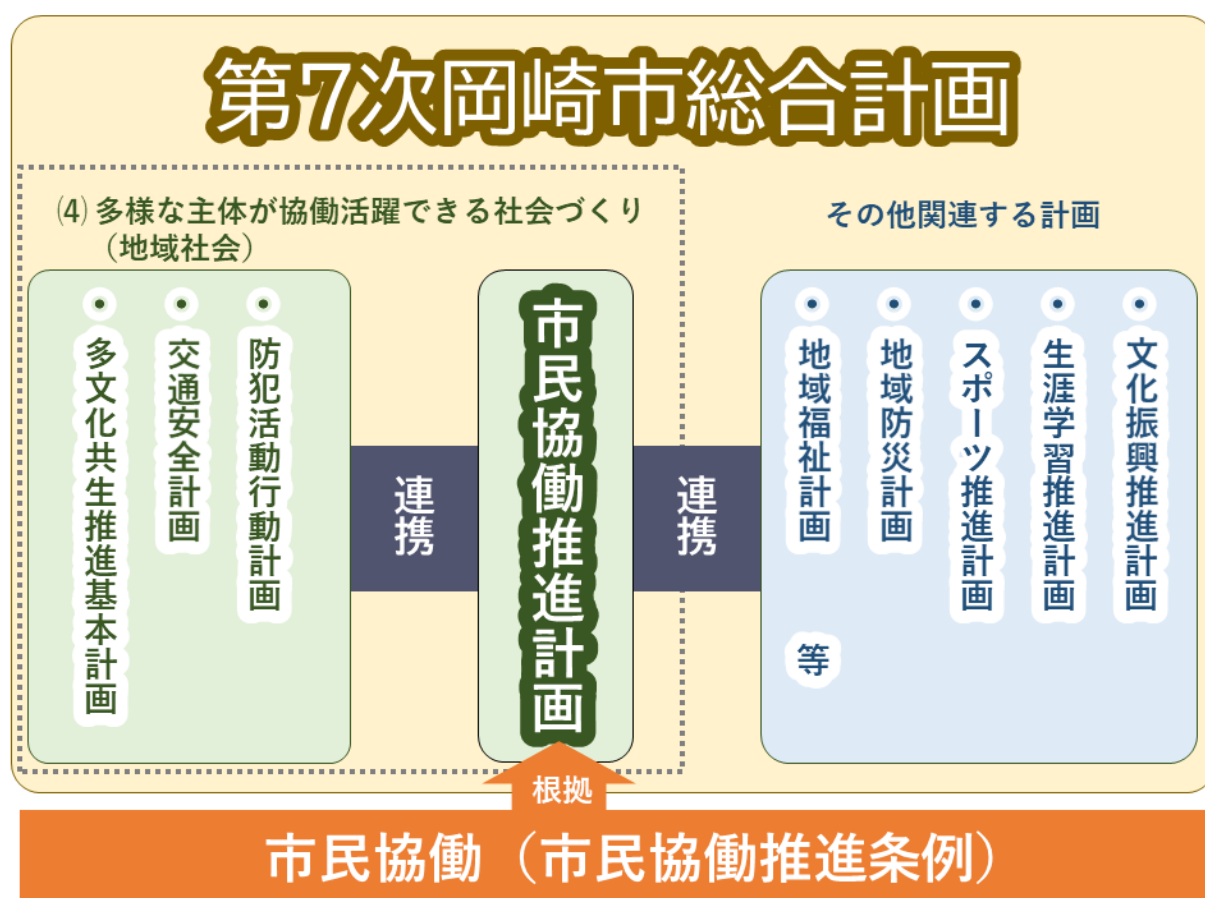 第7次岡崎市総合計画
⑷ 多様な主体が協働活躍できる社会づくり
（地域社会）
その他関連する計画
防犯活動行動計画
交通安全計画
多文化共生推進基本計画
連携
市民協働推進計画
連携
文化振興推進計画
生涯学習推進計画
スポーツ推進計画
地域防災計画
地域福祉計画
等
根拠
市民協働（市民協働推進条例）